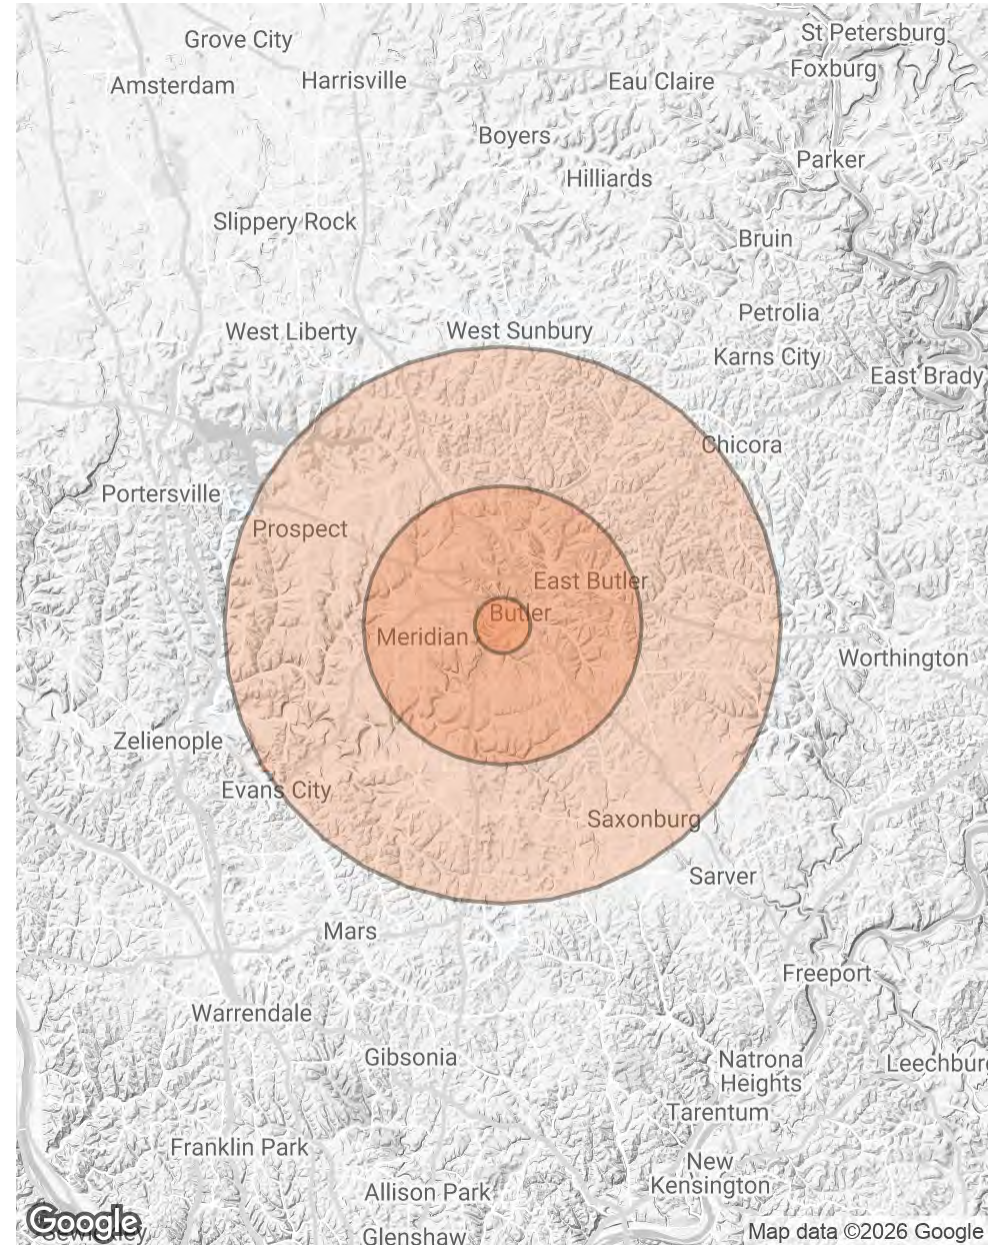 Grove City
St Petersburg
Foxburg
Amsterdam
Harrisville
Eau Claire
Boyers
Parker
Hilliards
Slippery Rock
Bruin
Petrolia
West Liberty
West Sunbury
Karns City
East Brady
Chicora
Portersville
Prospect
East Butler
Butler
Meridian
Worthington
Zelienople
Evans City
Saxonburg
Sarver
Mars
Freeport
Warrendale
Gibsonia
Natrona
Heights
Leechburg
Tarentum
Franklin Park
New
Kensington
Allison Park
Google
Sewickley
Glenshaw
Map data ©2026 Google